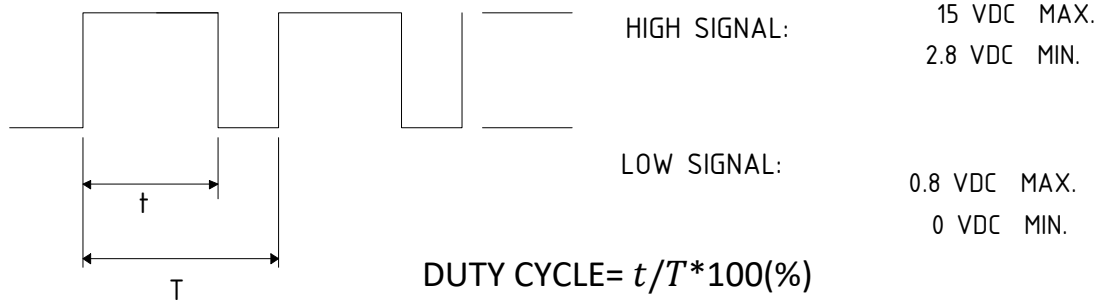 HIGH SIGNAL:
15 VDC MAX.
2.8 VDC MIN.
LOW SIGNAL:
0.8 VDC MAX.
0 VDC MIN.
t
T
DUTY CYCLE= t/T*100(%)